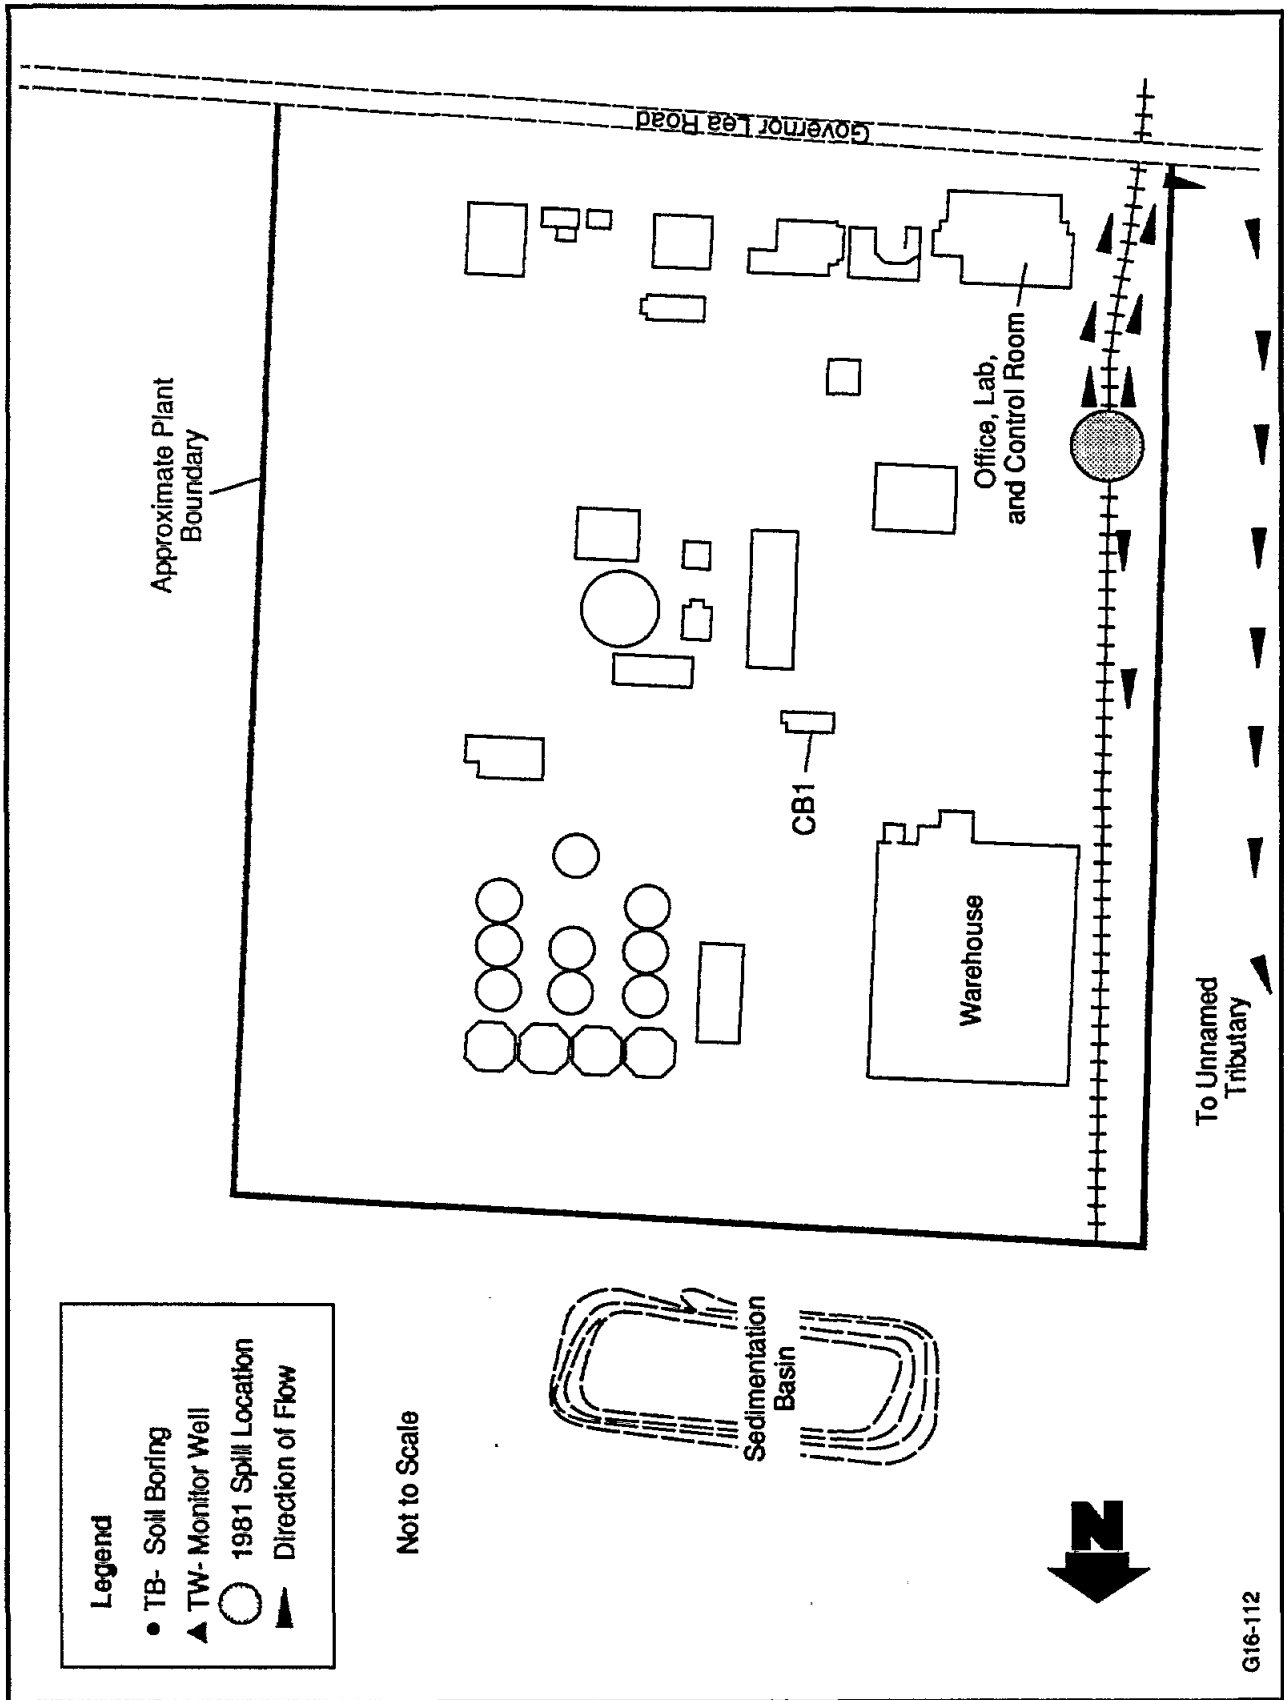 Governor Lea Road
Approximate Plant
Boundary
Office, Lab,
and Control Room
CB1
Warehouse
To Unnamed
Tributary
Sedimentation
Basin
Legend
TB- Soil Boring
TW- Monitor Well
1981 Spill Location
Direction of Flow
Not to Scale
N
G16-112